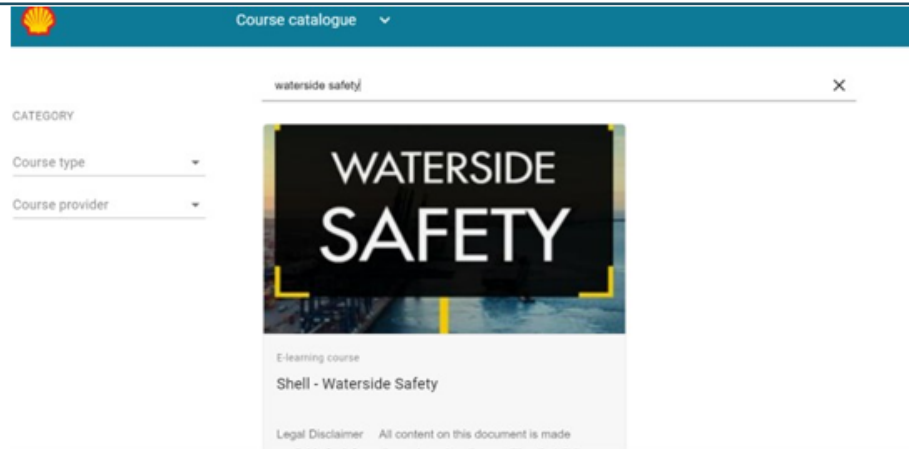 Course catalogue
waterside safety
CATEGORY
Course type
Course provider
WATERSIDE
SAFETY
E-learning course
Shell - Waterside Safety
Legal Disclaimer All content on this document is made